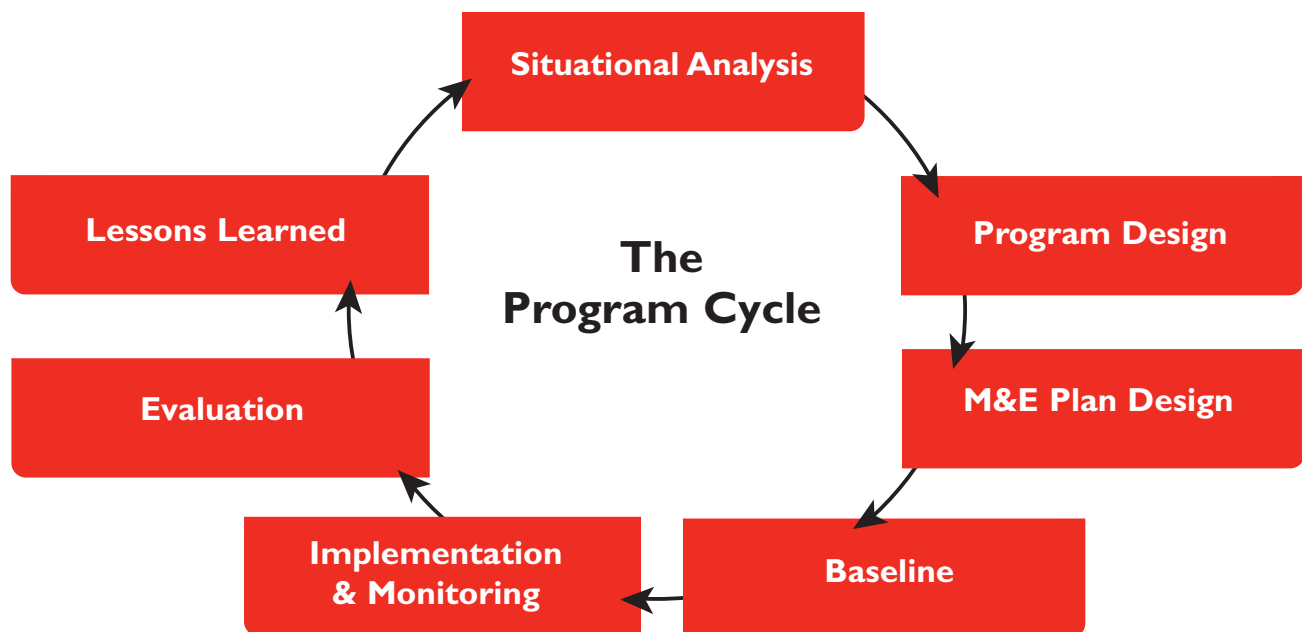 The
Program Cycle
Situational Analysis
Program Design
M&E Plan Design
Baseline
Implementation
& Monitoring
Evaluation
Lessons Learned